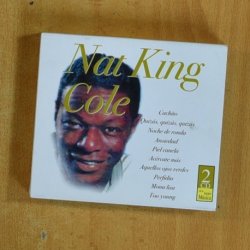 Nat King
Cole
Cachito
Quizás, quizás, quizás
Noche de ronda
Ansiedad
Piel canela
Acércate más
Aquellos ojos verdes
Perfidia
Mona lisa
Too young
2
CD
Música